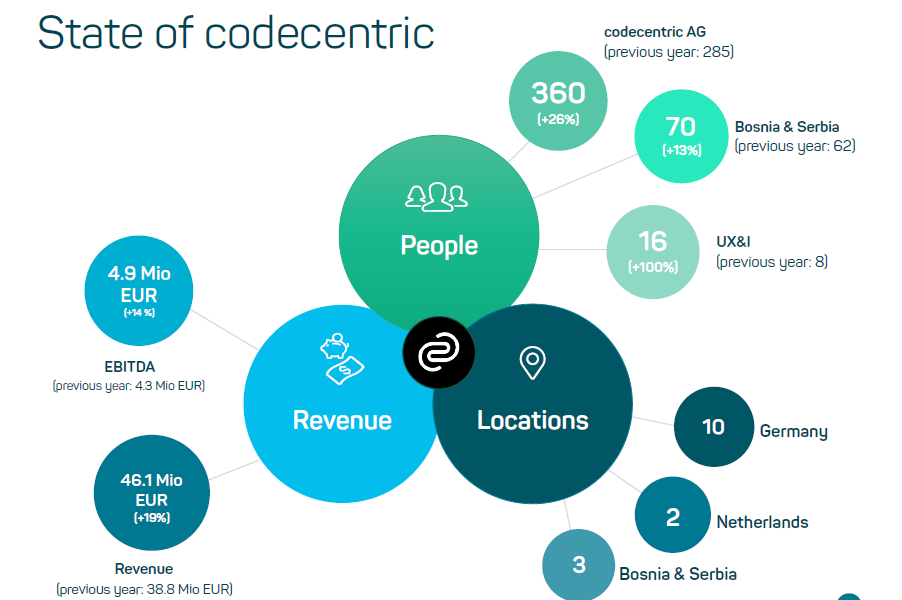 State of codecentric
codecentric AG
(previous year: 285)
360
(+26%)
70
(+13%)
Bosnia & Serbia
(previous year: 62)
16
(+100%)
UX&I
(previous year: 8)
People
4.9 Mio
EUR
(+14 %)
EBITDA
(previous year: 4.3 Mio EUR)
Revenue
46.1 Mio
EUR
(+19%)
Revenue
(previous year: 38.8 Mio EUR)
Locations
10
Germany
2
Netherlands
3
Bosnia & Serbia